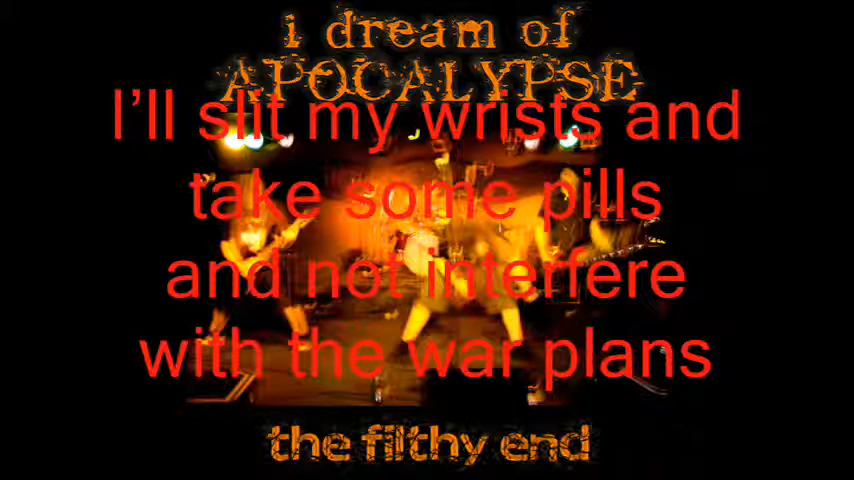 i dream of
APOCALYPSE
I'll slit my wrists and
take some pills
and not interfere
with the war plans
the filthy end